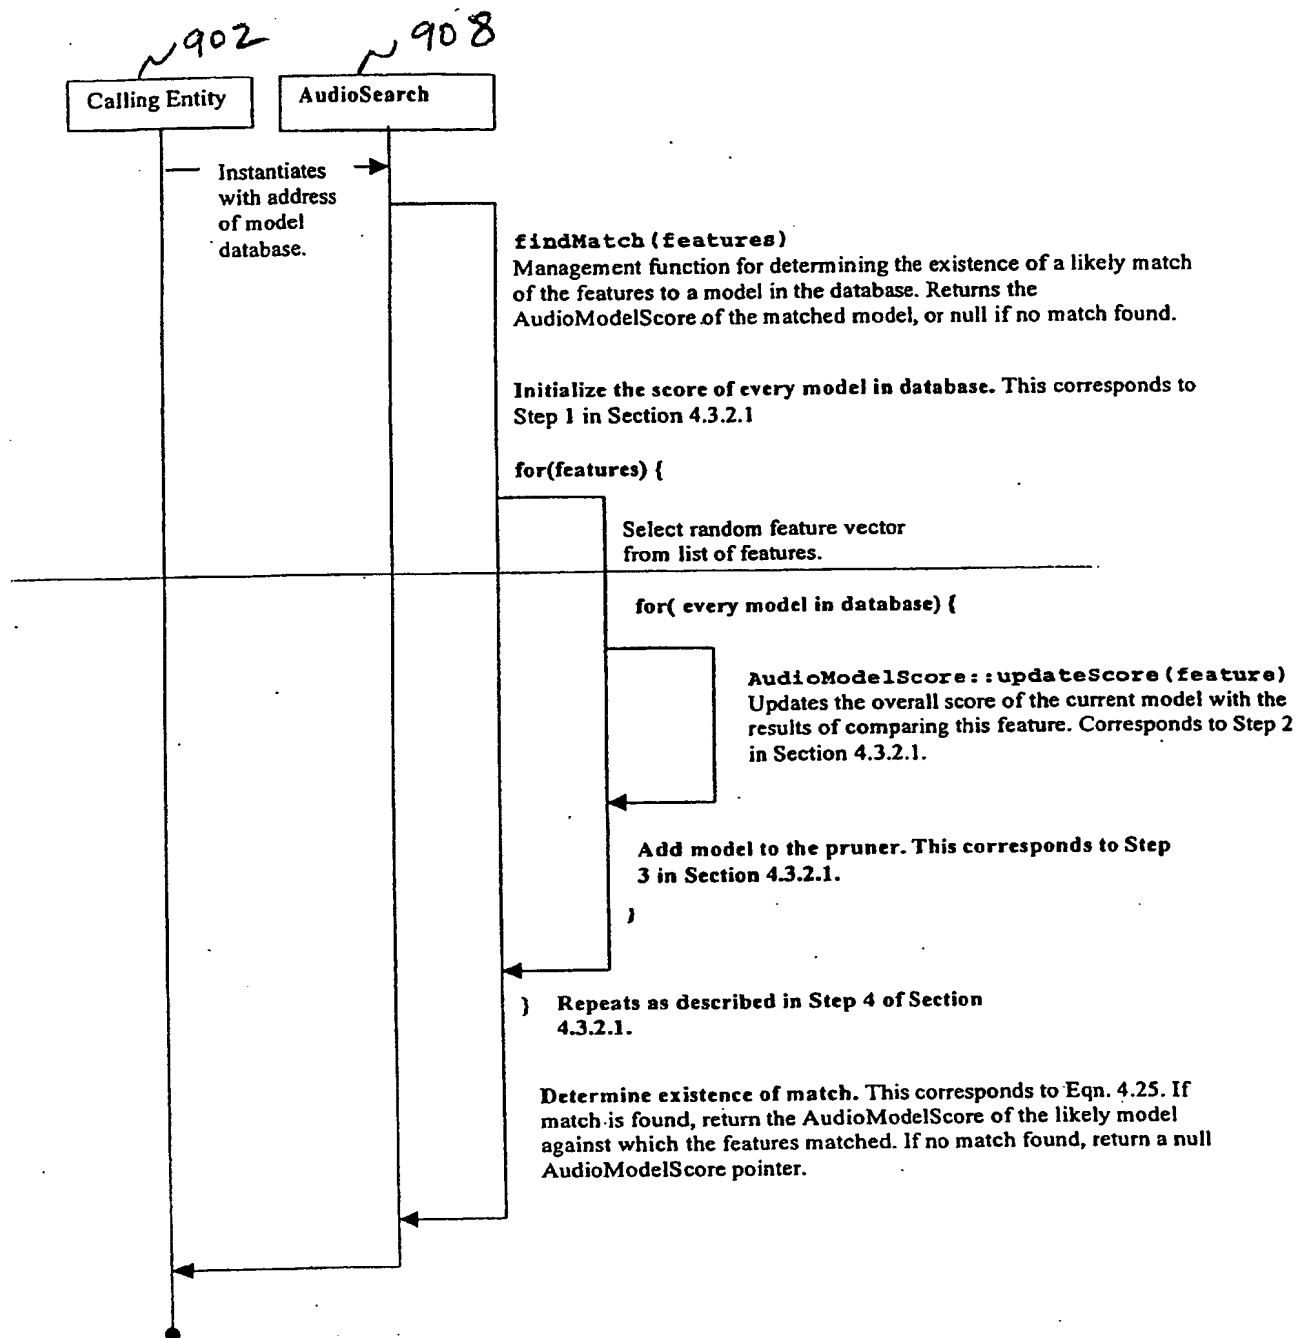 902
908
Calling Entity
AudioSearch
Instantiates
with address
of model
database.
findMatch(features)
Management function for determining the existence of a likely match
of the features to a model in the database. Returns the
AudioModelScore of the matched model, or null if no match found.
Initialize the score of every model in database. This corresponds to
Step 1 in Section 4.3.2.1
for(features) {
Select random feature vector
from list of features.
for( every model in database) {
AudioModelScore::updateScore(feature)
Updates the overall score of the current model with the
results of comparing this feature. Corresponds to Step 2
in Section 4.3.2.1.
Add model to the pruner. This corresponds to Step
3 in Section 4.3.2.1.
}
} Repeats as described in Step 4 of Section
4.3.2.1.
Determine existence of match. This corresponds to Eqn. 4.25. If
match is found, return the AudioModelScore of the likely model
against which the features matched. If no match found, return a null
AudioModelScore pointer.